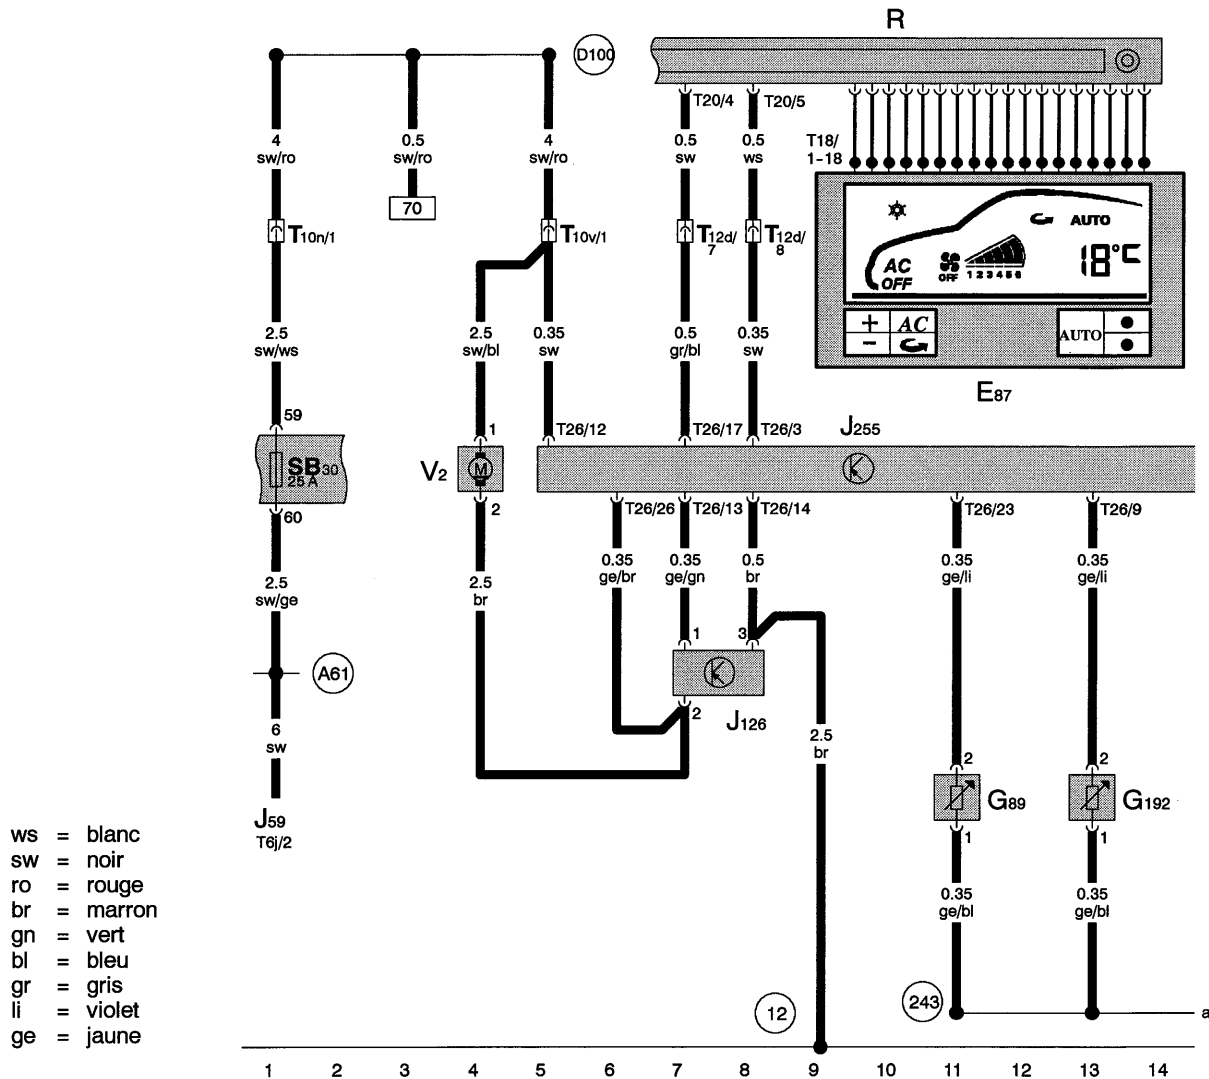 R
D100
T20/4
T20/5
4
sw/ro
0.5
sw/ro
4
sw/ro
0.5
sw
0.5
ws
T18/
1-18
70
T10n/1
T10v/1
T12d/
7
T12d/
8
AUTO
AC
OFF
OFF
1 2 3 4 5 6
18°C
+
AC
−
AUTO
E87
2.5
sw/ws
2.5
sw/bl
0.35
sw
0.5
gr/bl
0.35
sw
59
1
T26/12
T26/17
T26/3
J255
SB30
25 A
V2
M
60
2
T26/26
T26/13
T26/14
T26/23
T26/9
2.5
sw/ge
2.5
br
0.35
ge/br
0.35
ge/gn
0.5
br
0.35
ge/li
0.35
ge/li
1
3
A61
2
J126
6
sw
2.5
br
2
2
G89
G192
J59
T6j/2
1
1
ws = blanc
sw = noir
ro = rouge
br = marron
gn = vert
bl = bleu
gr = gris
li = violet
ge = jaune
0.35
ge/bl
0.35
ge/bl
12
243
a
1 2 3 4 5 6 7 8 9 10 11 12 13 14